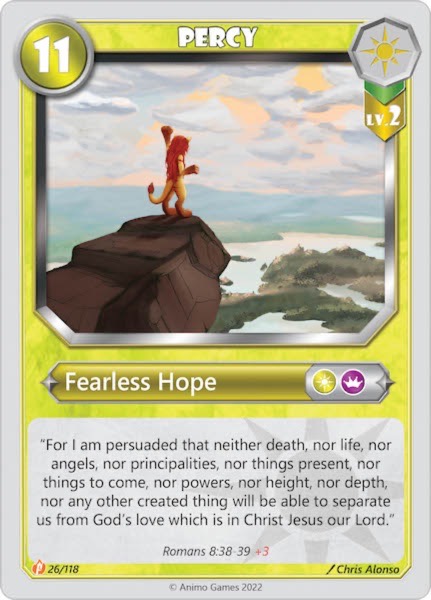 PERCY
11
LV.2
Fearless Hope
“For I am persuaded that neither death, nor life, nor
angels, nor principalities, nor things present, nor
things to come, nor powers, nor height, nor depth,
nor any other created thing will be able to separate
us from God’s love which is in Christ Jesus our Lord.”
Romans 8:38-39 +3
26/118
Chris Alonso
© Animo Games 2022